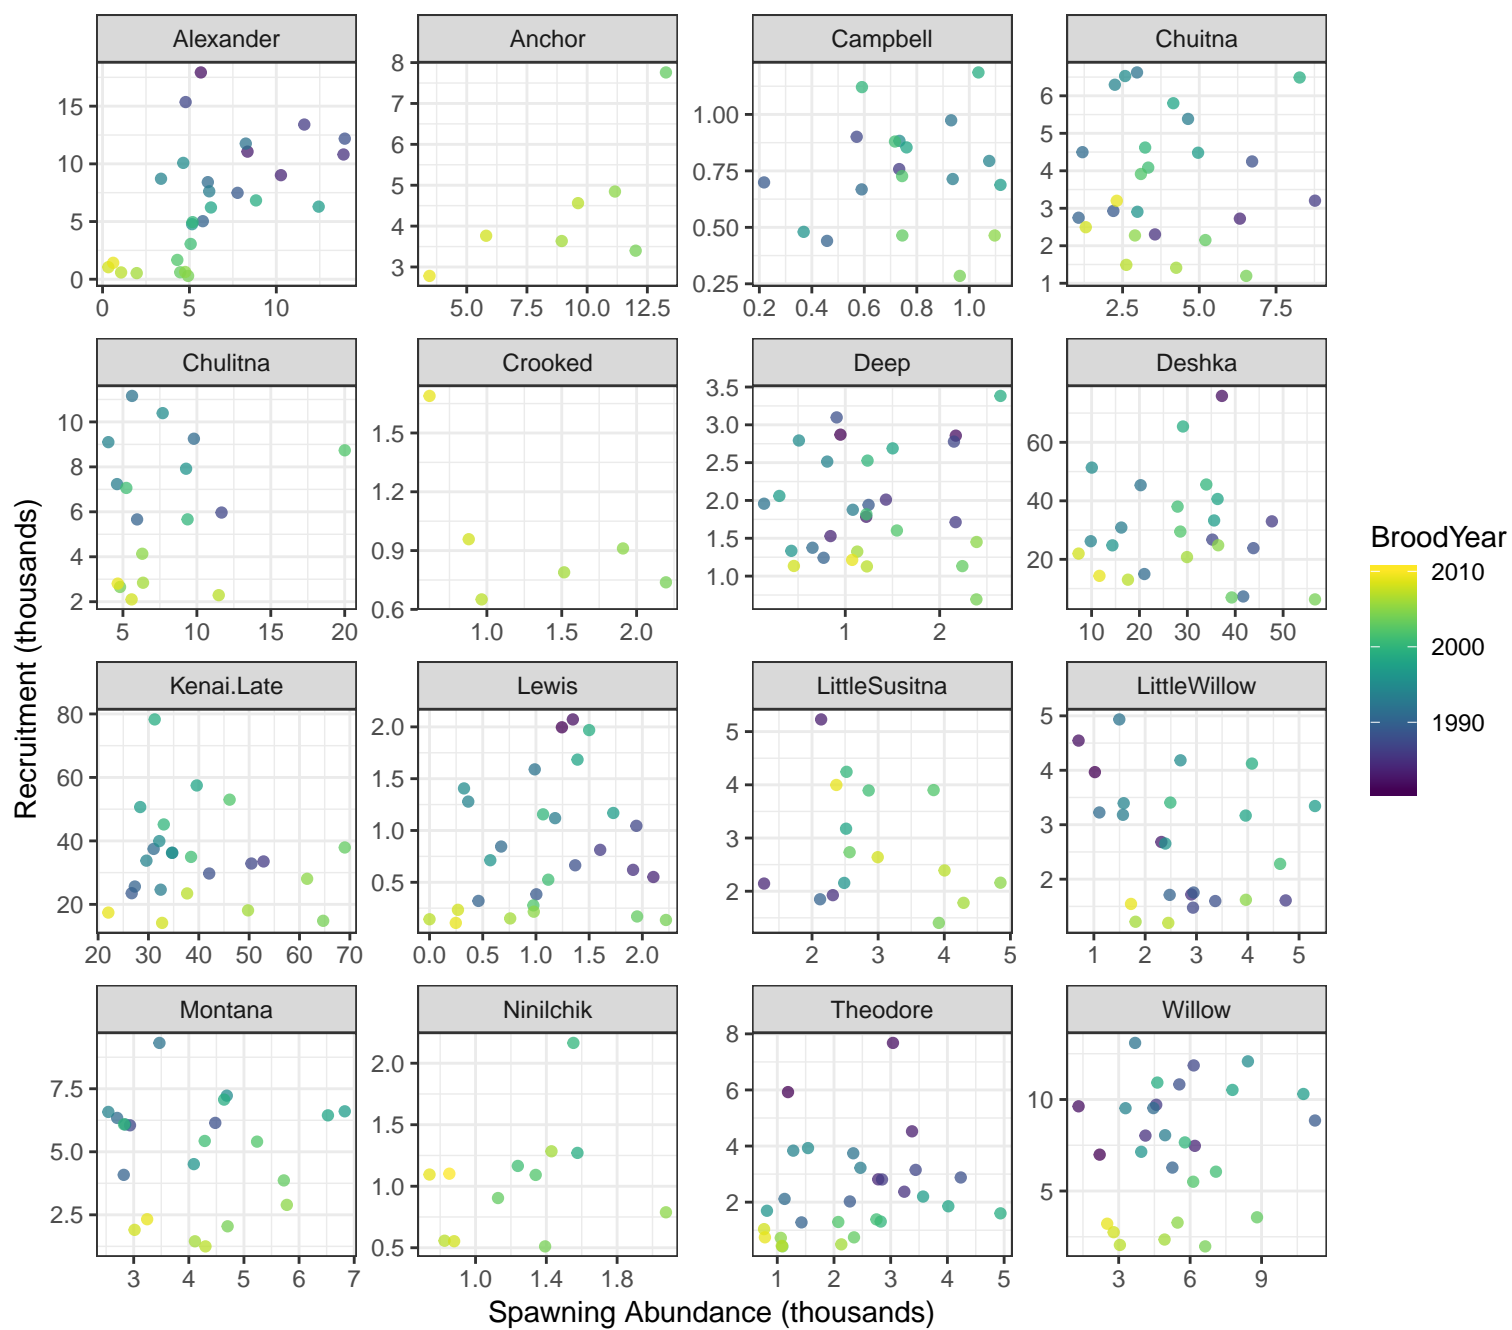 Alexander Anchor Campbell Chuitna
15 10 5 0
8 7 6 5 4 3
1.00 0.75 0.50 0.25
6 5 4 3 2 1
0 5 10
5.0 7.5 10.0 12.5
0.2 0.4 0.6 0.8 1.0
2.5 5.0 7.5
Chulitna Crooked Deep Deshka
10 8 6 4 2
1.5 1.2 0.9 0.6
3.5 3.0 2.5 2.0 1.5 1.0
60 40 20
5 10 15 20
1.0 1.5 2.0
1 2
10 20 30 40 50
Kenai.Late Lewis LittleSusitna LittleWillow
80 60 40 20
2.0 1.5 1.0 0.5
5 4 3 2
5 4 3 2
20 30 40 50 60 70
0.0 0.5 1.0 1.5 2.0
2 3 4 5
1 2 3 4 5
Montana Ninilchik Theodore Willow
7.5 5.0 2.5
2.0 1.5 1.0 0.5
8 6 4 2
10 5
3 4 5 6 7
1.0 1.4 1.8
1 2 3 4 5
3 6 9
Recruitment (thousands)
Spawning Abundance (thousands)
BroodYear
2010
2000
1990